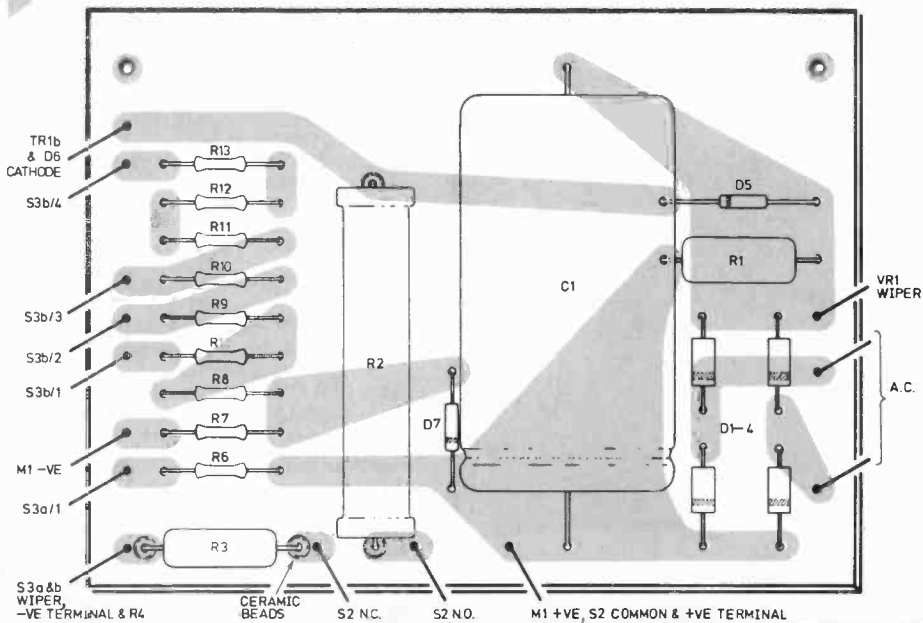 TR1b
& D6
CATHODE
S3b/4
S3b/3
S3b/2
S3b/1
M1 -VE
S3a/1
S3a&b
WIPER,
-VE TERMINAL & R4
R13
R12
R11
R10
R9
R8
R7
R6
R3
CERAMIC
BEADS
S2 N.C.
R2
S2 N.O.
C1
D7
D5
R1
D1-4
VR1
WIPER
A.C.
M1 +VE, S2 COMMON & +VE TERMINAL